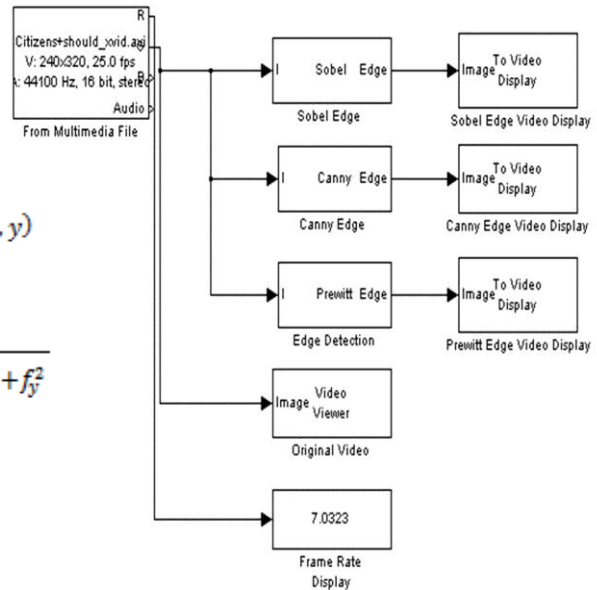 R
Citizens+should_xvid.avi
G
V: 240x320, 25.0 fps
B
A: 44100 Hz, 16 bit, stereo
Audio
From Multimedia File
I Sobel Edge
Sobel Edge
Image To Video Display
Sobel Edge Video Display
I Canny Edge
Canny Edge
Image To Video Display
Canny Edge Video Display
, y)
I Prewitt Edge
Edge Detection
Image To Video Display
Prewitt Edge Video Display
+f_y^2
Image Video Viewer
Original Video
7.0323
Frame Rate
Display